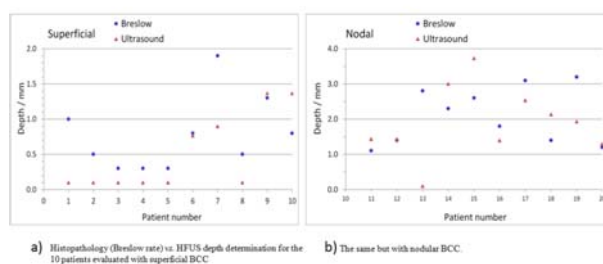 Superficial
Breslow
Ultrasound
Depth / mm
2.0
1.5
1.0
0.5
0.0
0 1 2 3 4 5 6 7 8 9 10
Patient number
Nodal
Breslow
Ultrasound
Depth / mm
4.0
3.0
2.0
1.0
0.0
10 11 12 13 14 15 16 17 18 19 20
Patient number
a) Histopathology (Breslow rate) vs. HFUS depth determination for the
10 patients evaluated with superficial BCC
b) The same but with nodular BCC.